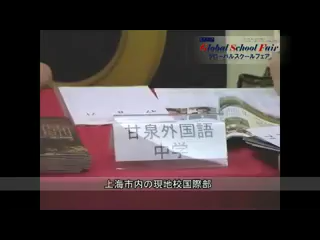 Global School Fair
グローバルスクールフェア
甘泉外国語
中学
上海市内の現地校国際部